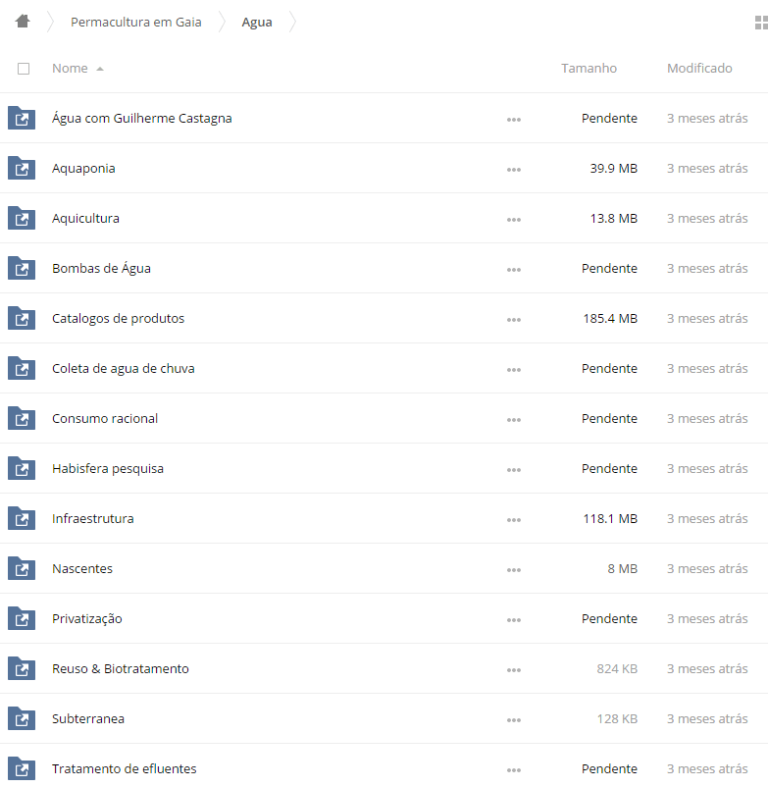 Permacultura em Gaia Agua
Nome Tamanho Modificado
Água com Guilherme Castagna ••• Pendente 3 meses atrás
Aquaponia ••• 39.9 MB 3 meses atrás
Aquicultura ••• 13.8 MB 3 meses atrás
Bombas de Água ••• Pendente 3 meses atrás
Catalogos de produtos ••• 185.4 MB 3 meses atrás
Coleta de agua de chuva ••• Pendente 3 meses atrás
Consumo racional ••• Pendente 3 meses atrás
Habisfera pesquisa ••• Pendente 3 meses atrás
Infraestrutura ••• 118.1 MB 3 meses atrás
Nascentes ••• 8 MB 3 meses atrás
Privatização ••• Pendente 3 meses atrás
Reuso & Biotratamento ••• 824 KB 3 meses atrás
Subterranea ••• 128 KB 3 meses atrás
Tratamento de efluentes ••• Pendente 3 meses atrás